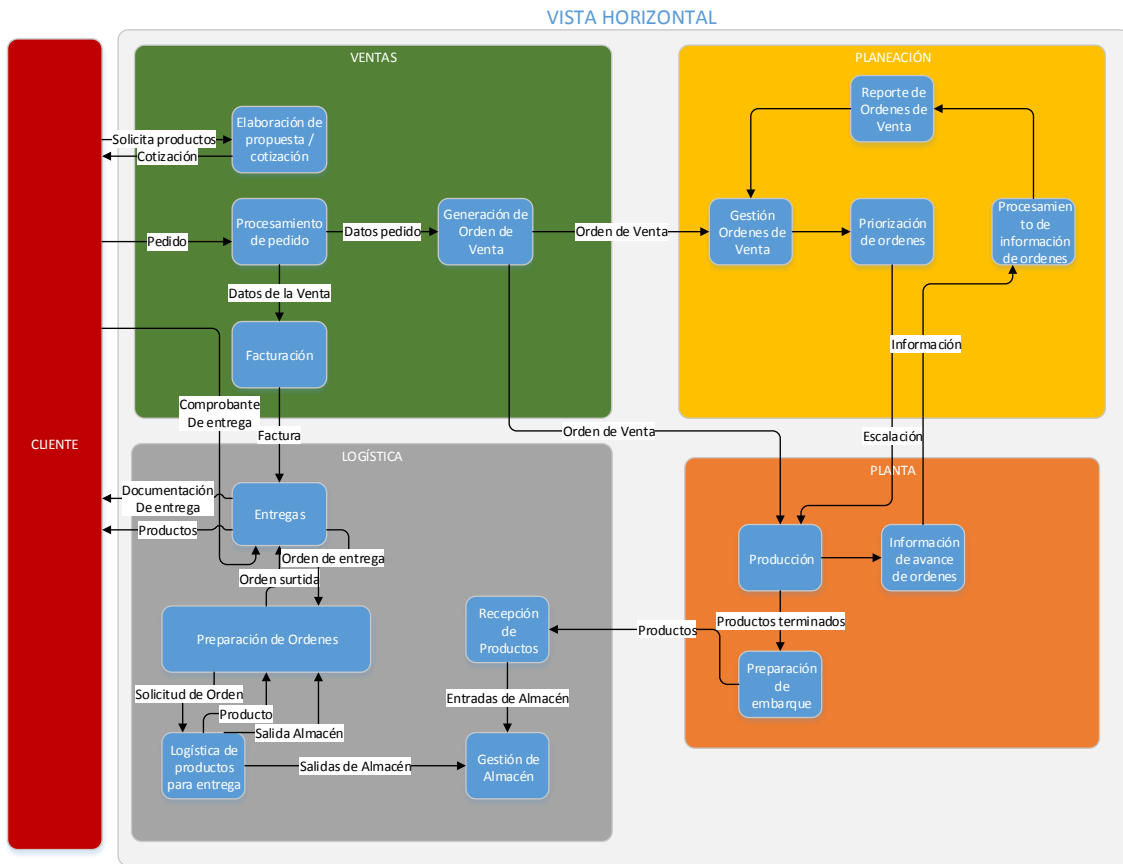 VISTA HORIZONTAL
CLIENTE
VENTAS
Elaboración de
propuesta /
cotización
Solicita productos
Cotización
Pedido
Procesamiento
de pedido
Datos pedido
Generación de
Orden de
Venta
Orden de Venta
Datos de la Venta
Facturación
Comprobante
De entrega
Factura
Orden de Venta
PLANEACIÓN
Reporte de
Ordenes de
Venta
Gestión
Ordenes de
Venta
Priorización
de ordenes
Procesamien
to de
información
de ordenes
Información
Escalación
LOGÍSTICA
Documentación
De entrega
Productos
Entregas
Orden de entrega
Orden surtida
Preparación de Ordenes
Solicitud de Orden
Producto
Salida Almacén
Logística de
productos
para entrega
Salidas de Almacén
Recepción
de
Productos
Entradas de Almacén
Gestión de
Almacén
PLANTA
Producción
Información
de avance
de ordenes
Productos terminados
Productos
Preparación
de
embarque